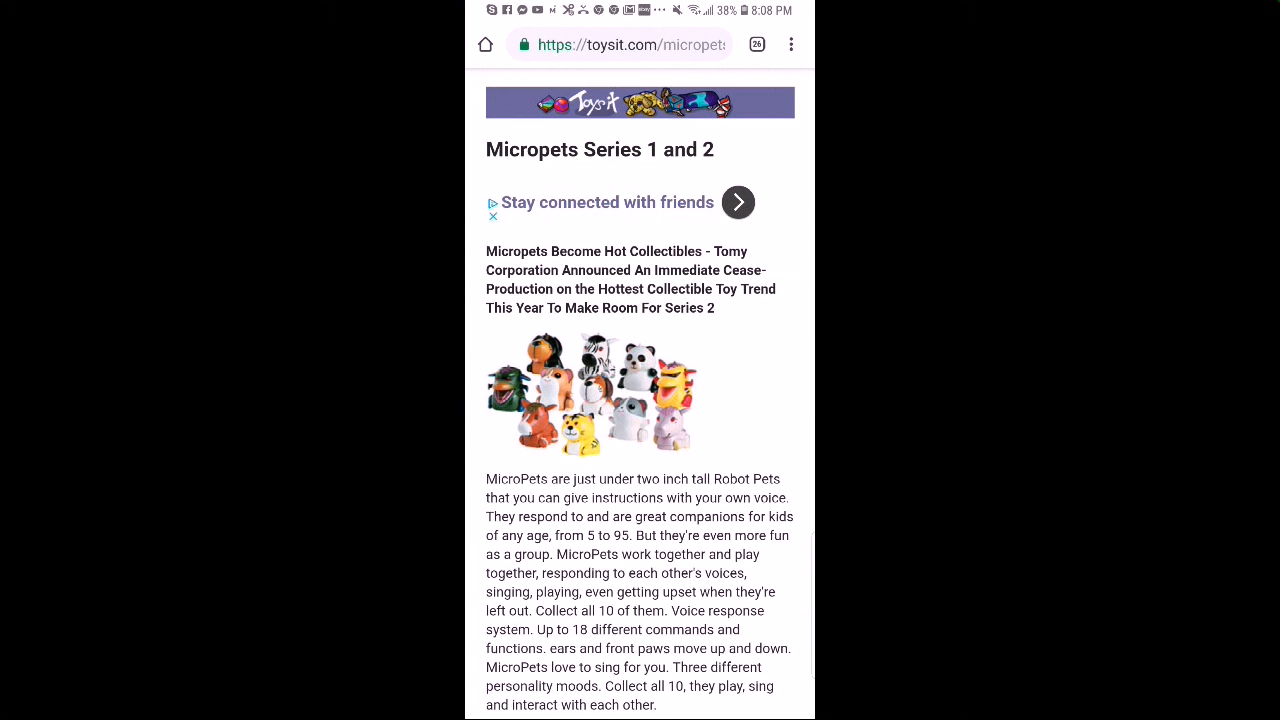 38% 8:08 PM
https://toysit.com/micropets
26
Toysit
Micropets Series 1 and 2
Stay connected with friends
Micropets Become Hot Collectibles - Tomy
Corporation Announced An Immediate Cease-
Production on the Hottest Collectible Toy Trend
This Year To Make Room For Series 2
MicroPets are just under two inch tall Robot Pets
that you can give instructions with your own voice.
They respond to and are great companions for kids
of any age, from 5 to 95. But they're even more fun
as a group. MicroPets work together and play
together, responding to each other's voices,
singing, playing, even getting upset when they're
left out. Collect all 10 of them. Voice response
system. Up to 18 different commands and
functions. ears and front paws move up and down.
MicroPets love to sing for you. Three different
personality moods. Collect all 10, they play, sing
and interact with each other.